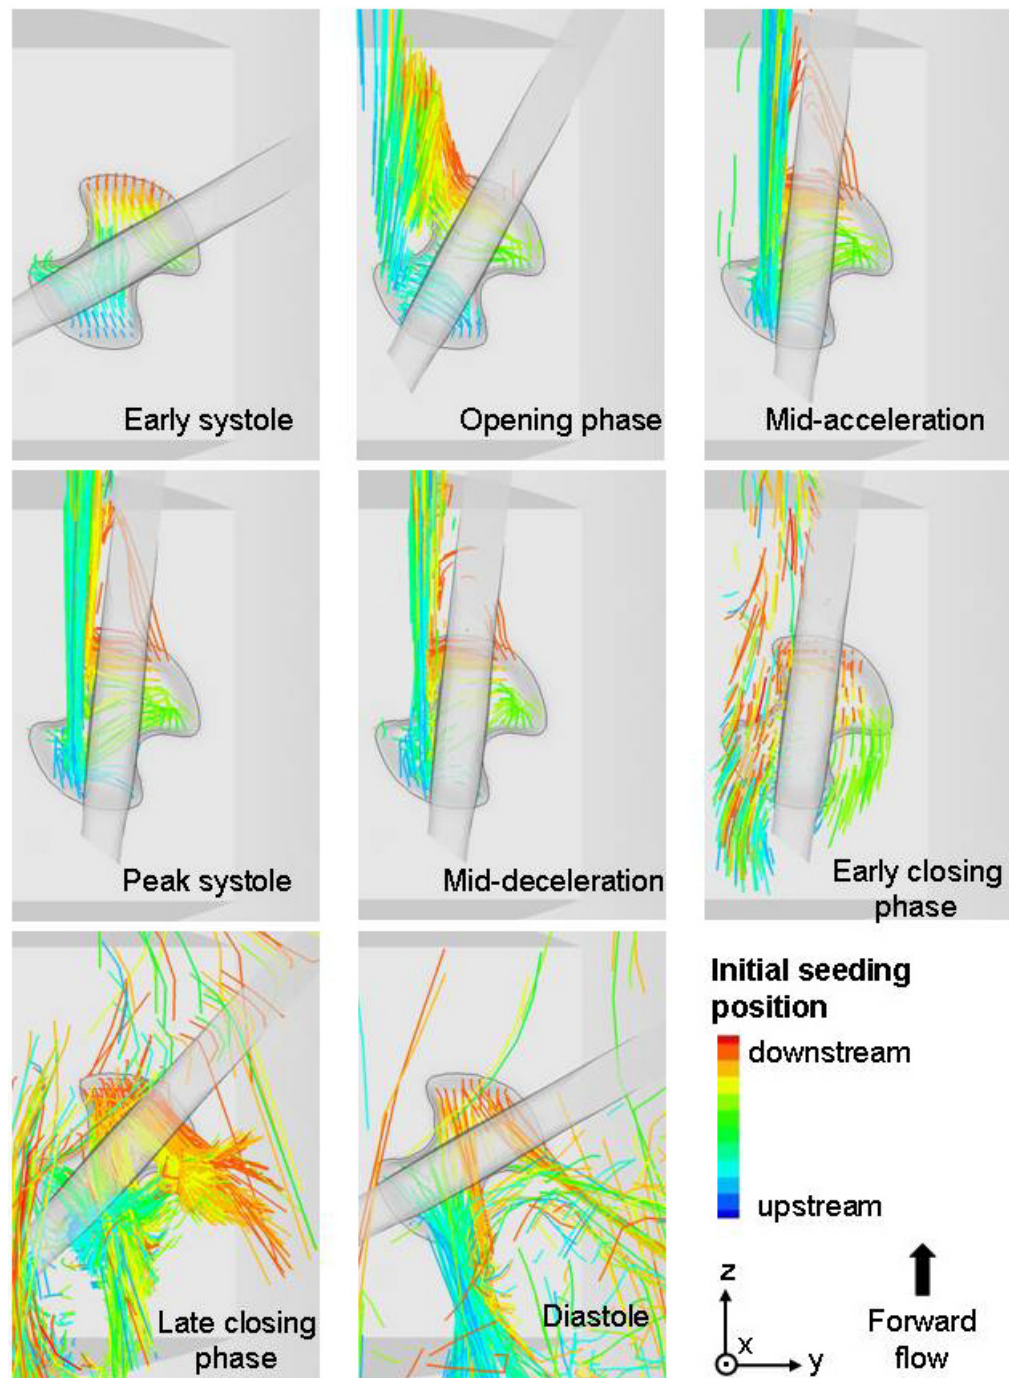 Early systole
Opening phase
Mid-acceleration
Peak systole
Mid-deceleration
Early closing
phase
Late closing
phase
Diastole
Initial seeding
position
downstream
upstream
z
x
y
Forward
flow